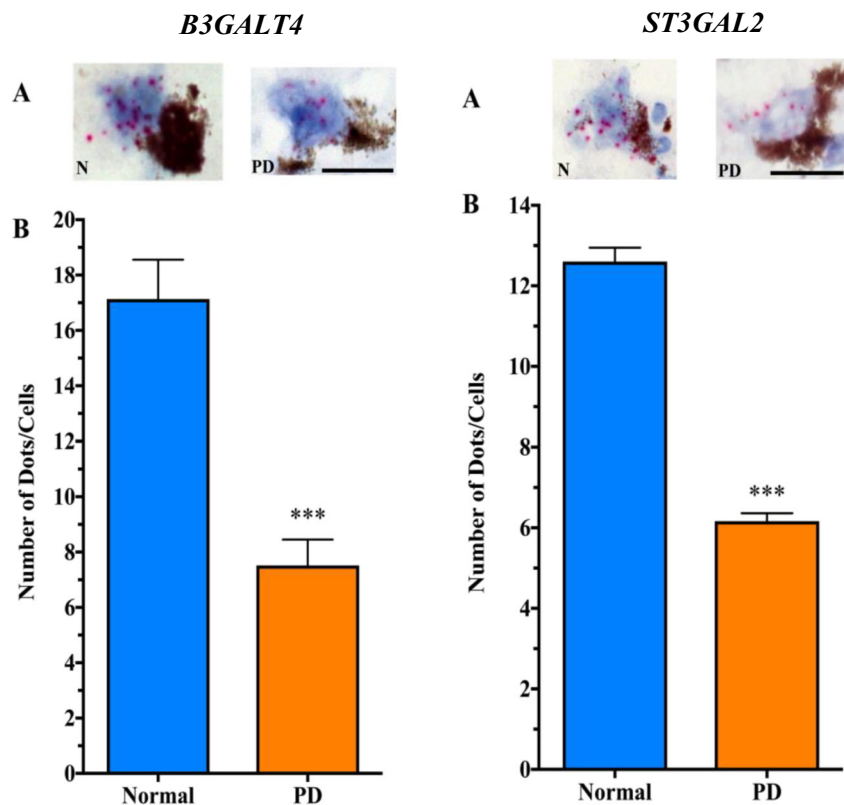 B3GALT4
A
N
PD
B
Number of Dots/Cells
20
18
16
14
12
10
8
6
4
2
0
***
Normal
PD
ST3GAL2
A
N
PD
B
Number of Dots/Cells
14
12
10
8
6
4
2
0
***
Normal
PD